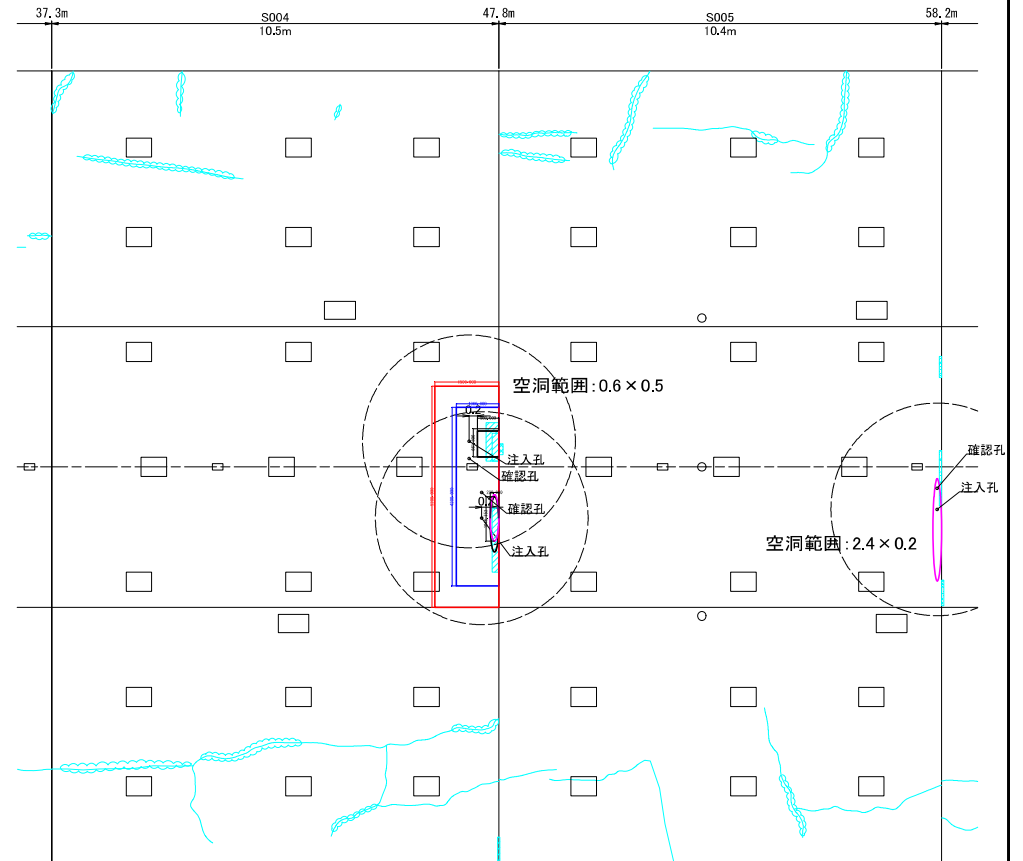 37.3m
S004
10.5m
47.8m
S005
10.4m
58.2m
空洞範囲:0.6×0.5
0.2
注入孔
確認孔
確認孔
注入孔
確認孔
注入孔
空洞範囲:2.4×0.2